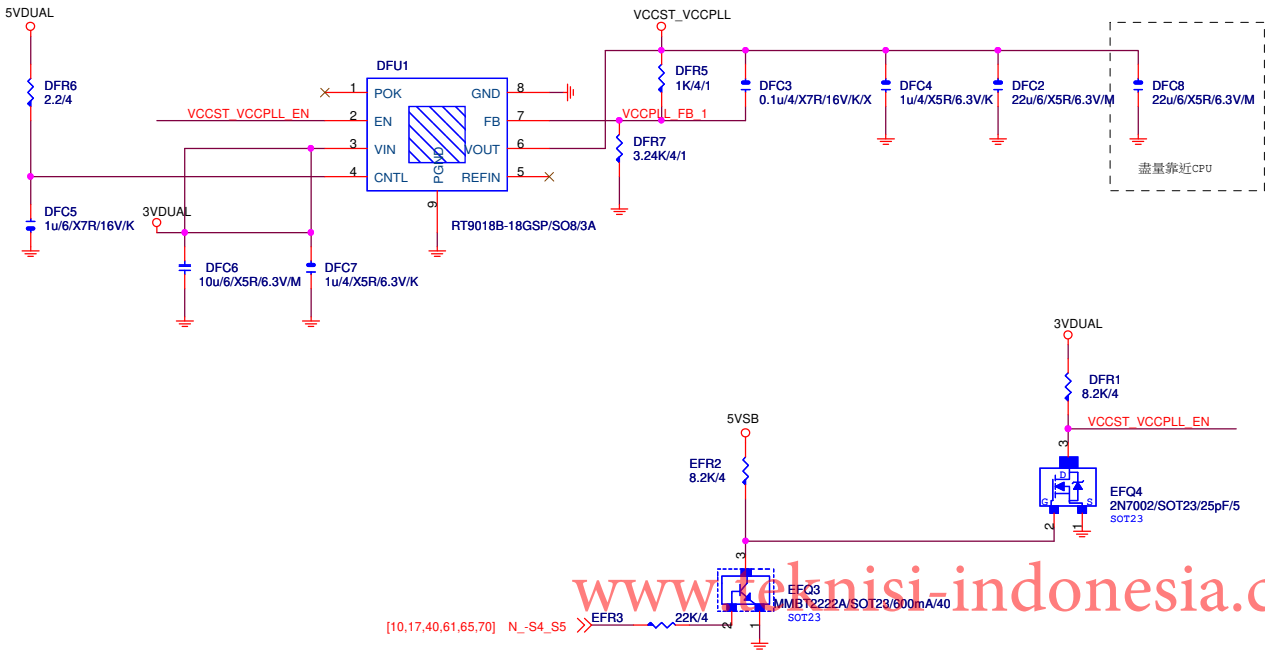 5VDUAL
DFR6
2.2/4
VCCST_VCCPLL_EN
DFC5
1u/6/X7R/16V/K
3VDUAL
DFC6
10u/6/X5R/6.3V/M
DFC7
1u/4/X5R/6.3V/K
DFU1
1 POK
2 EN
3 VIN
4 CNTL
GND 8
FB 7
VOUT 6
REFIN 5
PGND
9
RT9018B-18GSP/SO8/3A
VCCST_VCCPLL
DFR5
1K/4/1
VCCPLL_FB_1
DFR7
3.24K/4/1
DFC3
0.1u/4/X7R/16V/K/X
DFC4
1u/4/X5R/6.3V/K
DFC2
22u/6/X5R/6.3V/M
DFC8
22u/6/X5R/6.3V/M
盡量靠近CPU
3VDUAL
DFR1
8.2K/4
VCCST_VCCPLL_EN
3
D
G
S
2
1
EFQ4
2N7002/SOT23/25pF/5
SOT23
5VSB
EFR2
8.2K/4
3
EFQ3
MMBT2222A/SOT23/600mA/40
SOT23
2
1
[10,17,40,61,65,70] N_-S4_S5
EFR3
22K/4
www.teknisi-indonesia.c